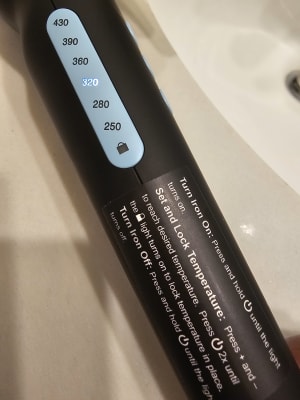 430
390
360
320
280
250
Turn Iron On: Press and hold ⏻ until the light
turns on.
Set and Lock Temperature: Press + and –
to reach desired temperature. Press ⏻ 2x until
the 🔒 light turns on to lock temperature in place.
Turn Iron Off: Press and hold ⏻ until the light
turns off.